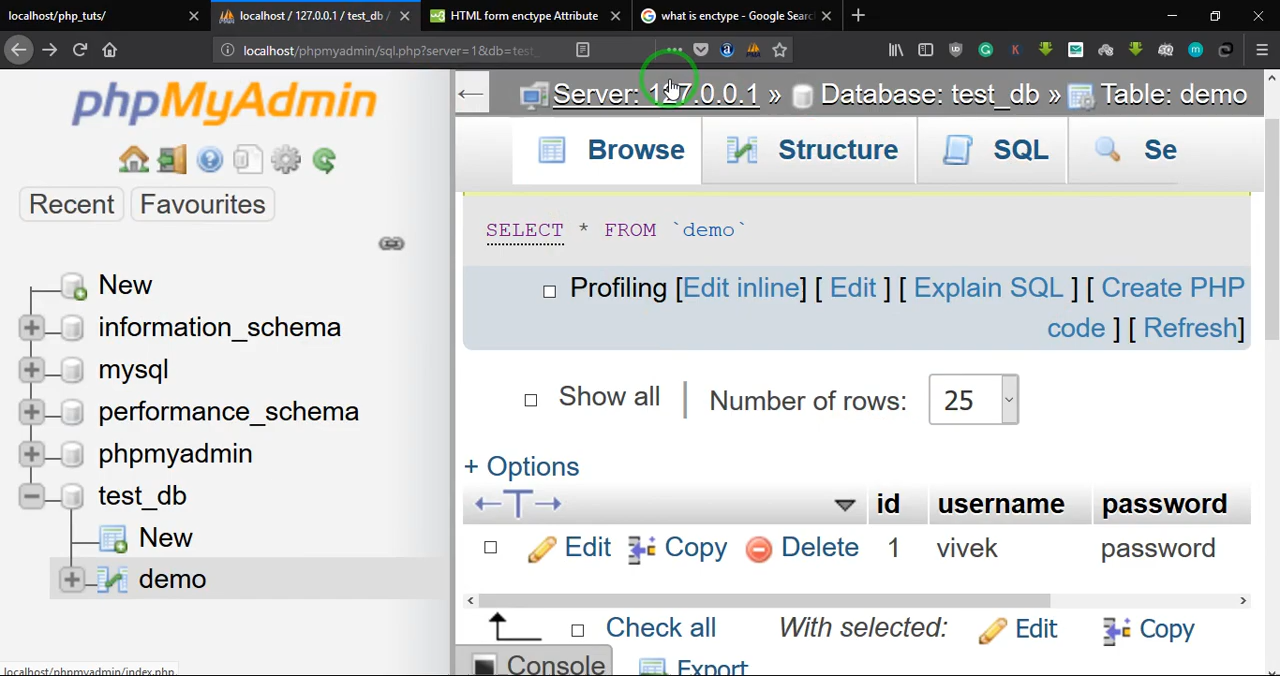 localhost/php_tuts/
localhost / 127.0.0.1 / test_db /
HTML form enctype Attribute
what is enctype - Google Searc
localhost/phpmyadmin/sql.php?server=1&db=test_
phpMyAdmin
Recent
Favourites
New
information_schema
mysql
performance_schema
phpmyadmin
test_db
New
demo
localhost/phpmyadmin/index.php
Server: 127.0.0.1 » Database: test_db » Table: demo
Browse
Structure
SQL
Se
SELECT * FROM `demo`
Profiling [Edit inline] [ Edit ] [ Explain SQL ] [ Create PHP
code ] [ Refresh]
Show all
Number of rows:
25
+ Options
←T→
id
username
password
Edit
Copy
Delete
1
vivek
password
Check all
With selected:
Edit
Copy
Console
Export